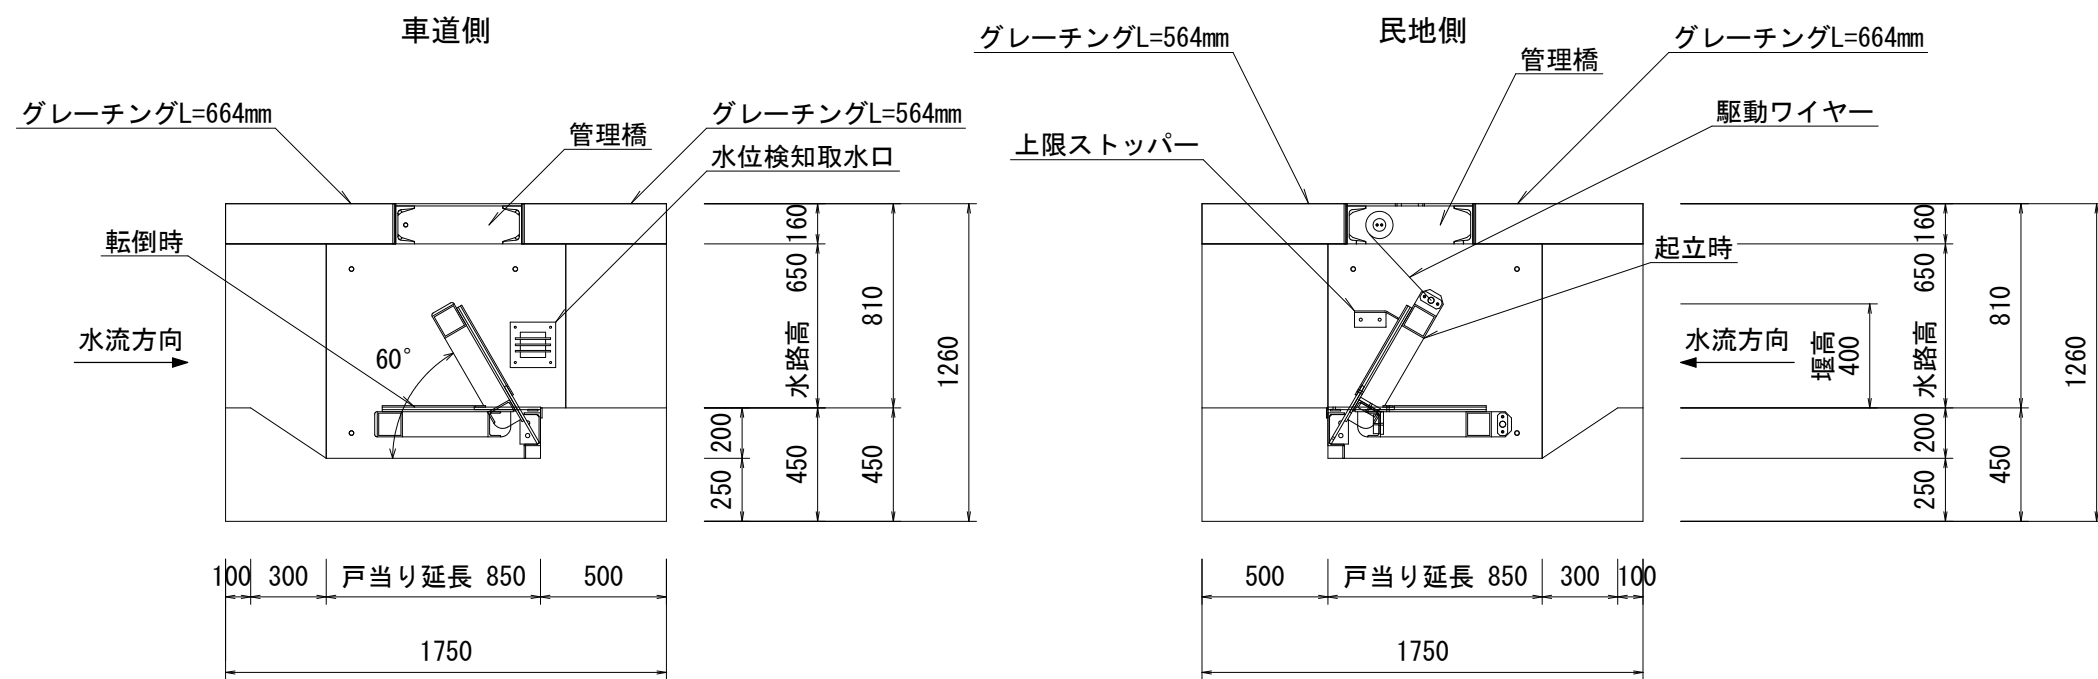 車道側
グレーチングL=664mm
グレーチングL=564mm
管理橋
水位検知取水口
転倒時
水流方向
60°
160
650
水路高
810
1260
200
250
450
450
100
300
戸当り延長 850
500
1750
民地側
グレーチングL=564mm
グレーチングL=664mm
管理橋
駆動ワイヤー
上限ストッパー
起立時
水流方向
堰高
400
160
650
水路高
810
1260
200
250
450
500
戸当り延長 850
300
100
1750